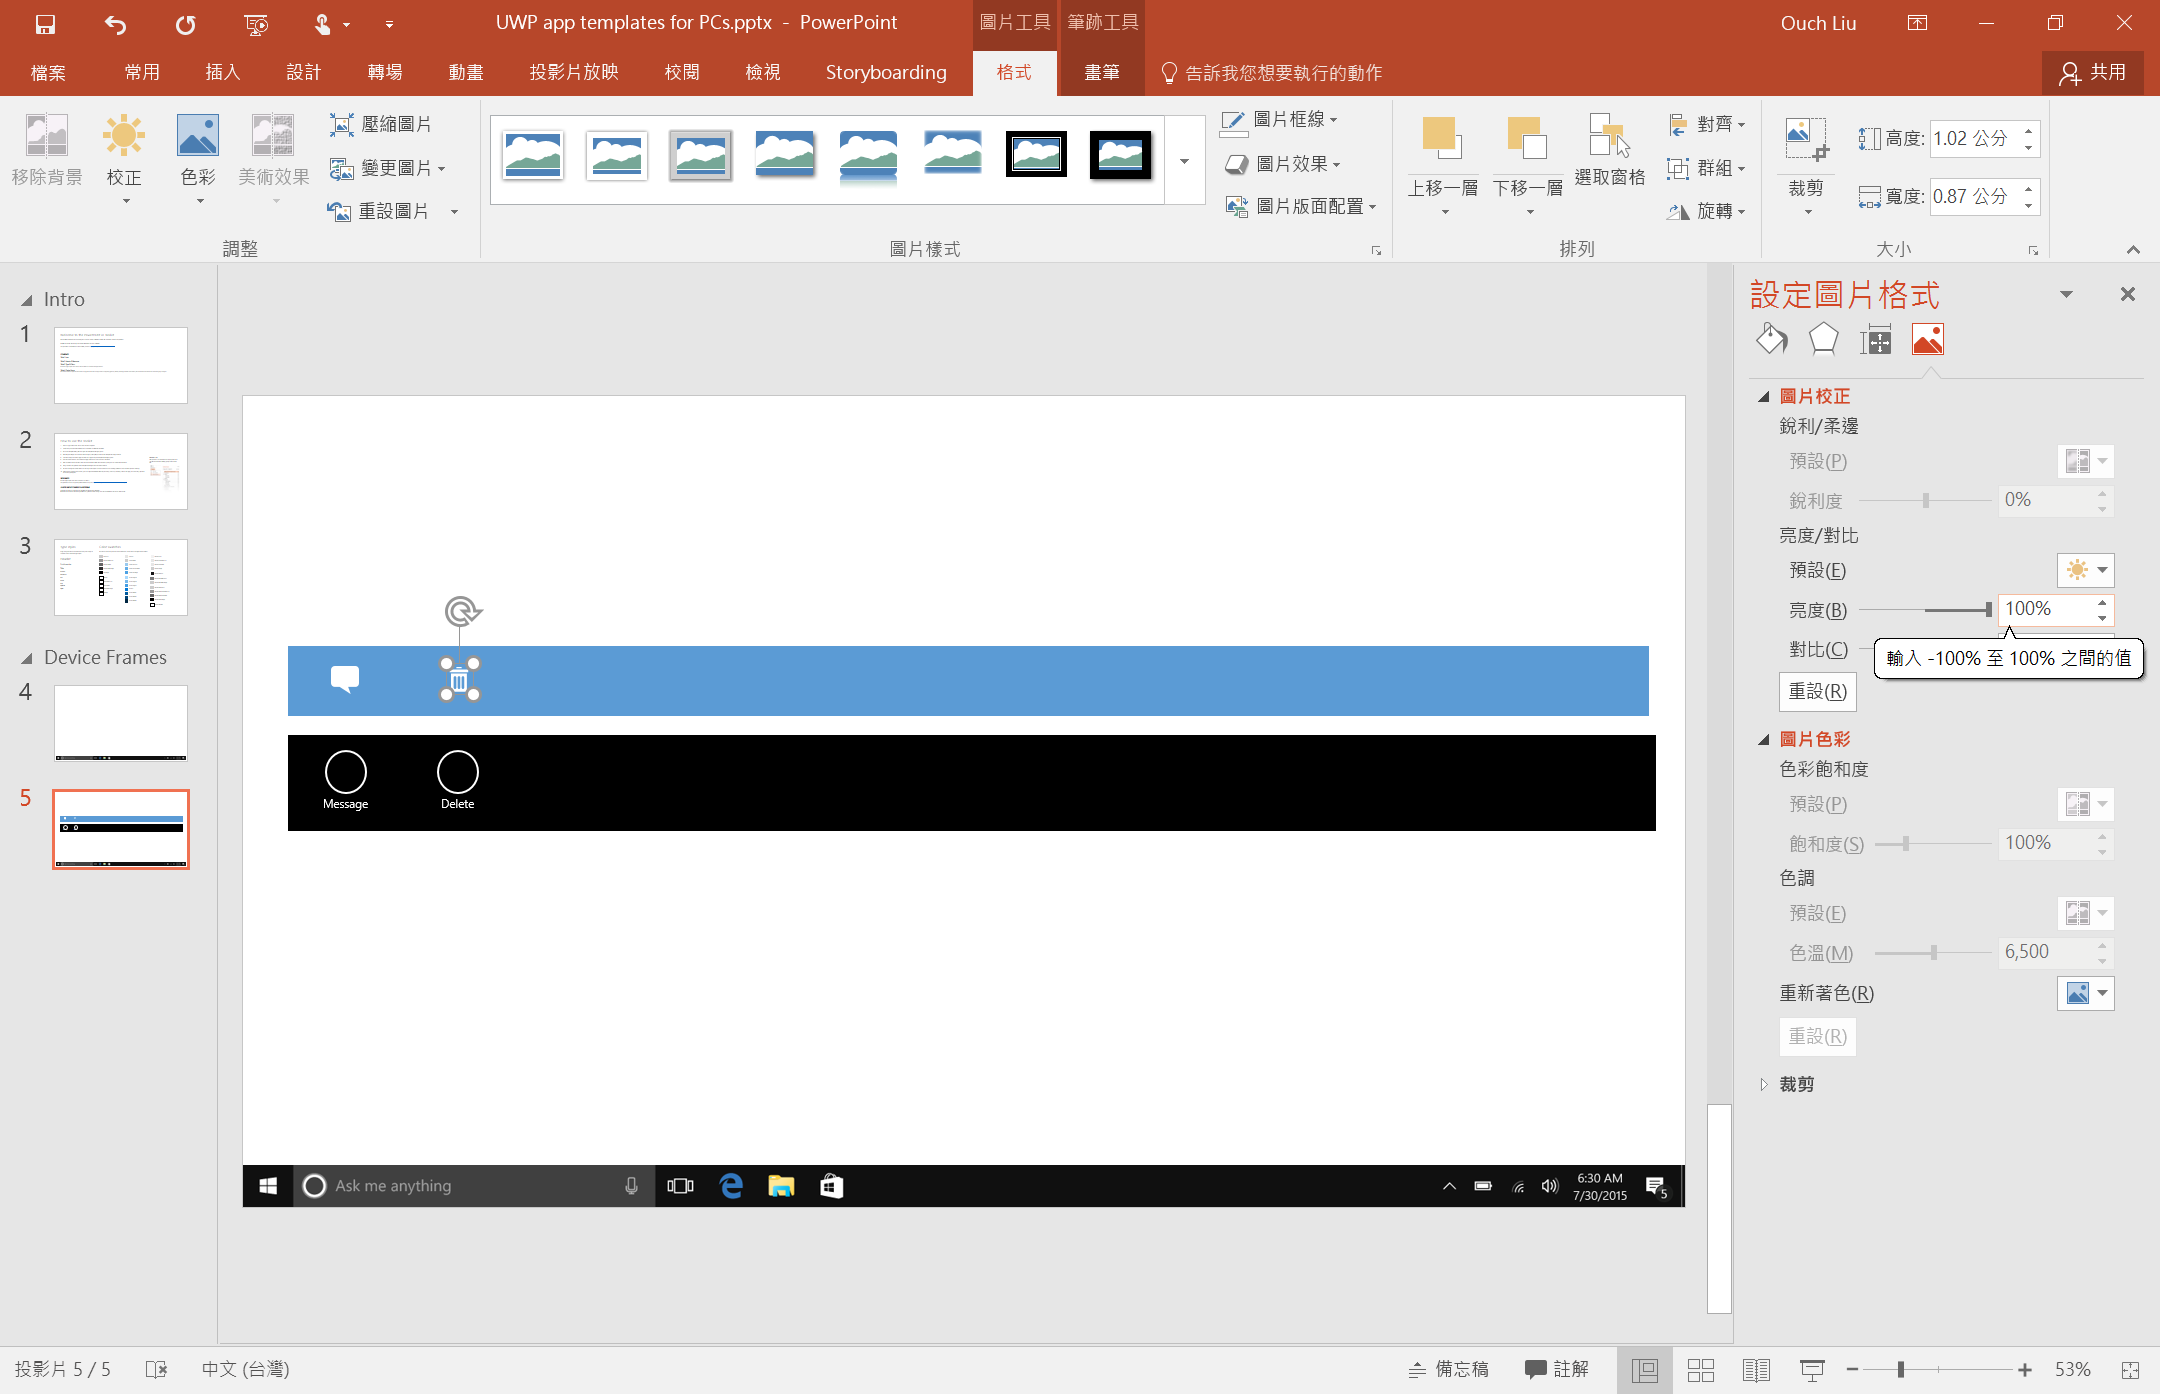 UWP app templates for PCs.pptx - PowerPoint
圖片工具
筆跡工具
Ouch Liu
檔案
常用
插入
設計
轉場
動畫
投影片放映
校閱
檢視
Storyboarding
格式
畫筆
告訴我您想要執行的動作
共用
移除背景
校正
色彩
美術效果
壓縮圖片
變更圖片
重設圖片
調整
圖片框線
圖片效果
圖片版面配置
圖片樣式
上移一層
下移一層
選取窗格
對齊
群組
旋轉
排列
裁剪
高度: 1.02 公分
寬度: 0.87 公分
大小
Intro
1
2
3
Device Frames
4
5
Message
Delete
Ask me anything
6:30 AM
7/30/2015
5
設定圖片格式
圖片校正
銳利/柔邊
預設(P)
銳利度 0%
亮度/對比
預設(E)
亮度(B) 100%
對比(C)
輸入 -100% 至 100% 之間的值
重設(R)
圖片色彩
色彩飽和度
預設(P)
飽和度(S) 100%
色調
預設(E)
色溫(M) 6,500
重新著色(R)
重設(R)
裁剪
投影片 5 / 5
中文 (台灣)
備忘稿
註解
53%